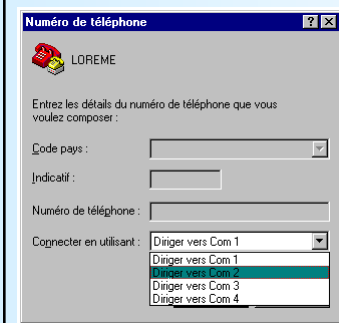 Numéro de téléphone
LOREME
Entrez les détails du numéro de téléphone que vous
voulez composer :
Code pays :
Indicatif :
Numéro de téléphone :
Connecter en utilisant : Diriger vers Com 1
Diriger vers Com 1
Diriger vers Com 2
Diriger vers Com 3
Diriger vers Com 4